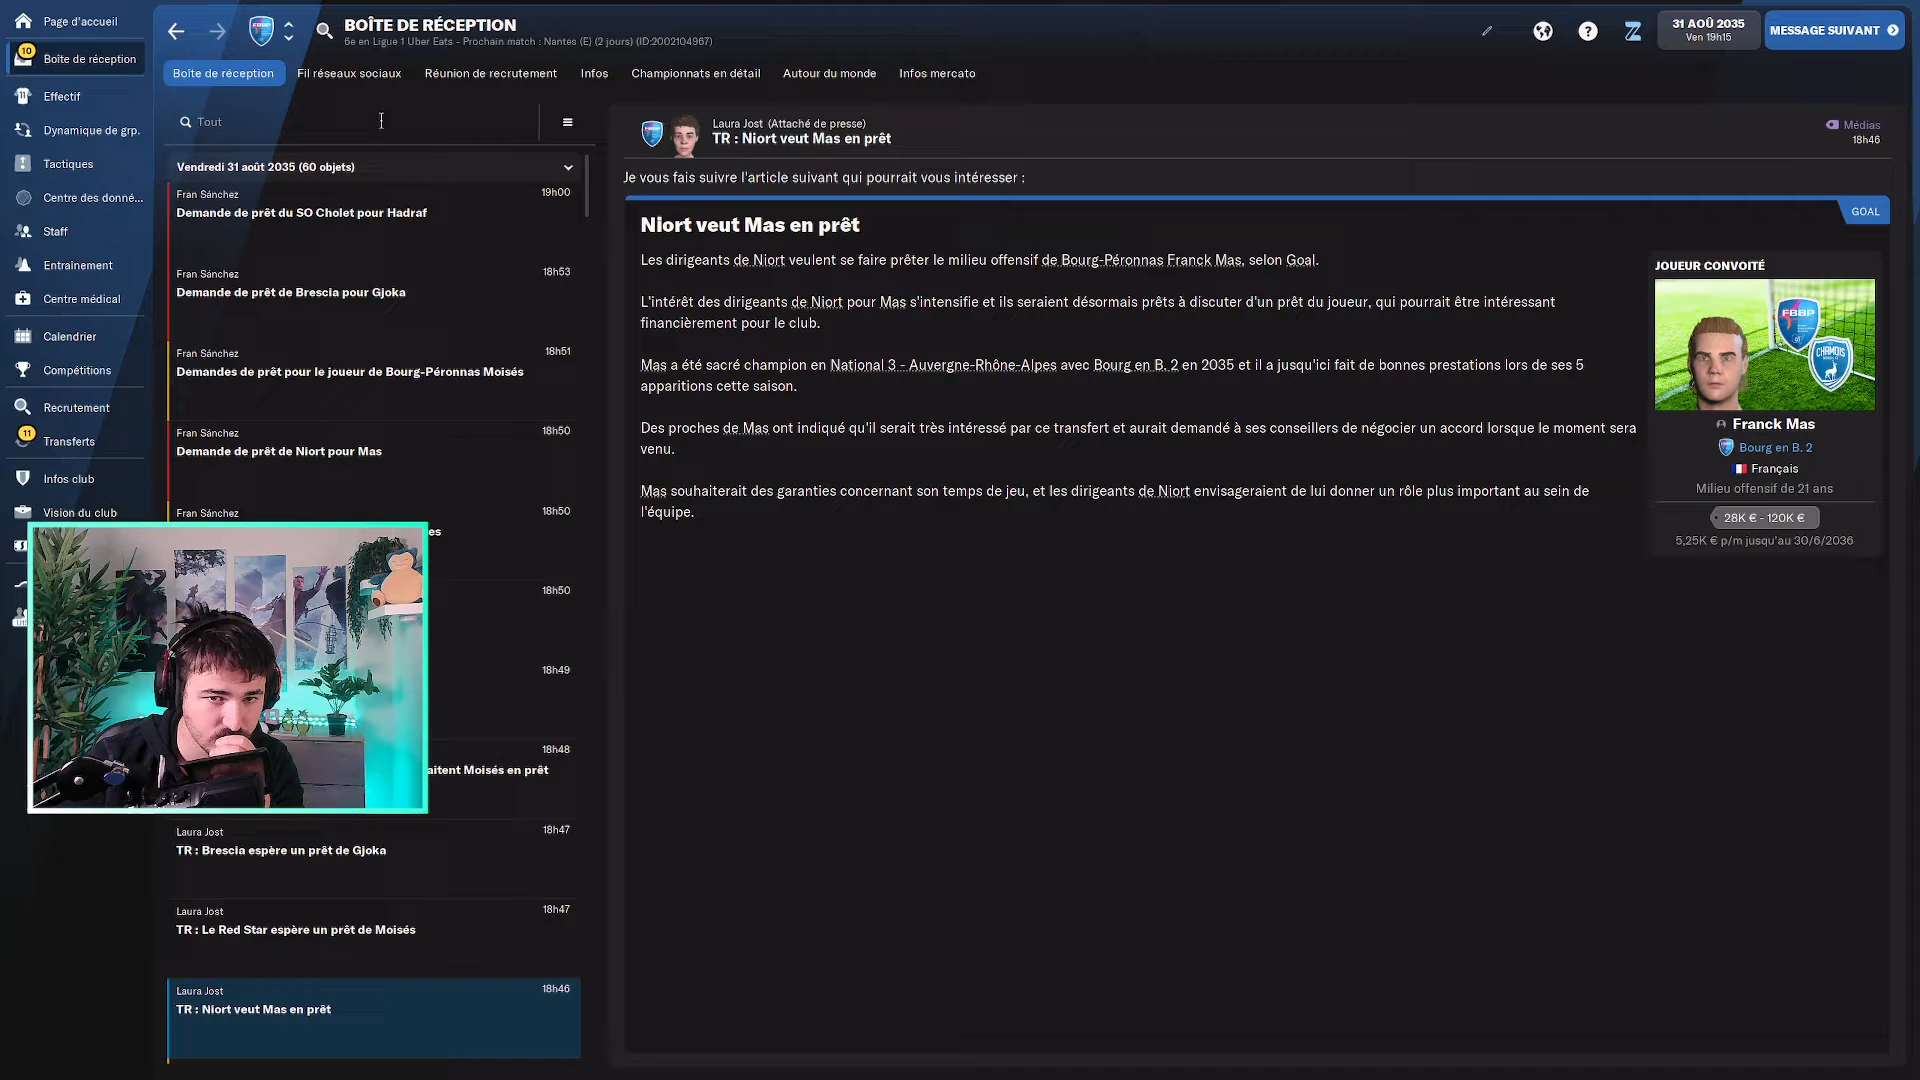 Page d'accueil
10
Boîte de réception
Effectif
Dynamique de grp.
Tactiques
Centre des donné...
Staff
Entraînement
Centre médical
Calendrier
Compétitions
Recrutement
11
Transferts
Infos club
Vision du club
BOÎTE DE RÉCEPTION
6e en Ligue 1 Uber Eats - Prochain match : Nantes (E) (2 jours) (ID:2002104967)
31 AOÛ 2035
Ven 19h15
MESSAGE SUIVANT
Boîte de réception
Fil réseaux sociaux
Réunion de recrutement
Infos
Championnats en détail
Autour du monde
Infos mercato
Tout
Vendredi 31 août 2035 (60 objets)
Fran Sánchez
19h00
Demande de prêt du SO Cholet pour Hadraf
Fran Sánchez
18h53
Demande de prêt de Brescia pour Gjoka
Fran Sánchez
18h51
Demandes de prêt pour le joueur de Bourg-Péronnas Moisés
Fran Sánchez
18h50
Demande de prêt de Niort pour Mas
Fran Sánchez
18h50
es
18h50
18h49
18h48
aitent Moisés en prêt
Laura Jost
18h47
TR : Brescia espère un prêt de Gjoka
Laura Jost
18h47
TR : Le Red Star espère un prêt de Moisés
Laura Jost
18h46
TR : Niort veut Mas en prêt
Laura Jost (Attaché de presse)
TR : Niort veut Mas en prêt
Médias
18h46
Je vous fais suivre l'article suivant qui pourrait vous intéresser :
GOAL
Niort veut Mas en prêt
Les dirigeants de Niort veulent se faire prêter le milieu offensif de Bourg-Péronnas Franck Mas, selon Goal.
L'intérêt des dirigeants de Niort pour Mas s'intensifie et ils seraient désormais prêts à discuter d'un prêt du joueur, qui pourrait être intéressant
financièrement pour le club.
Mas a été sacré champion en National 3 - Auvergne-Rhône-Alpes avec Bourg en B. 2 en 2035 et il a jusqu'ici fait de bonnes prestations lors de ses 5
apparitions cette saison.
Des proches de Mas ont indiqué qu'il serait très intéressé par ce transfert et aurait demandé à ses conseillers de négocier un accord lorsque le moment sera
venu.
Mas souhaiterait des garanties concernant son temps de jeu, et les dirigeants de Niort envisageraient de lui donner un rôle plus important au sein de
l'équipe.
JOUEUR CONVOITÉ
FBBP
CHAMOIS
Franck Mas
Bourg en B. 2
Français
Milieu offensif de 21 ans
28K € - 120K €
5,25K € p/m jusqu'au 30/6/2036